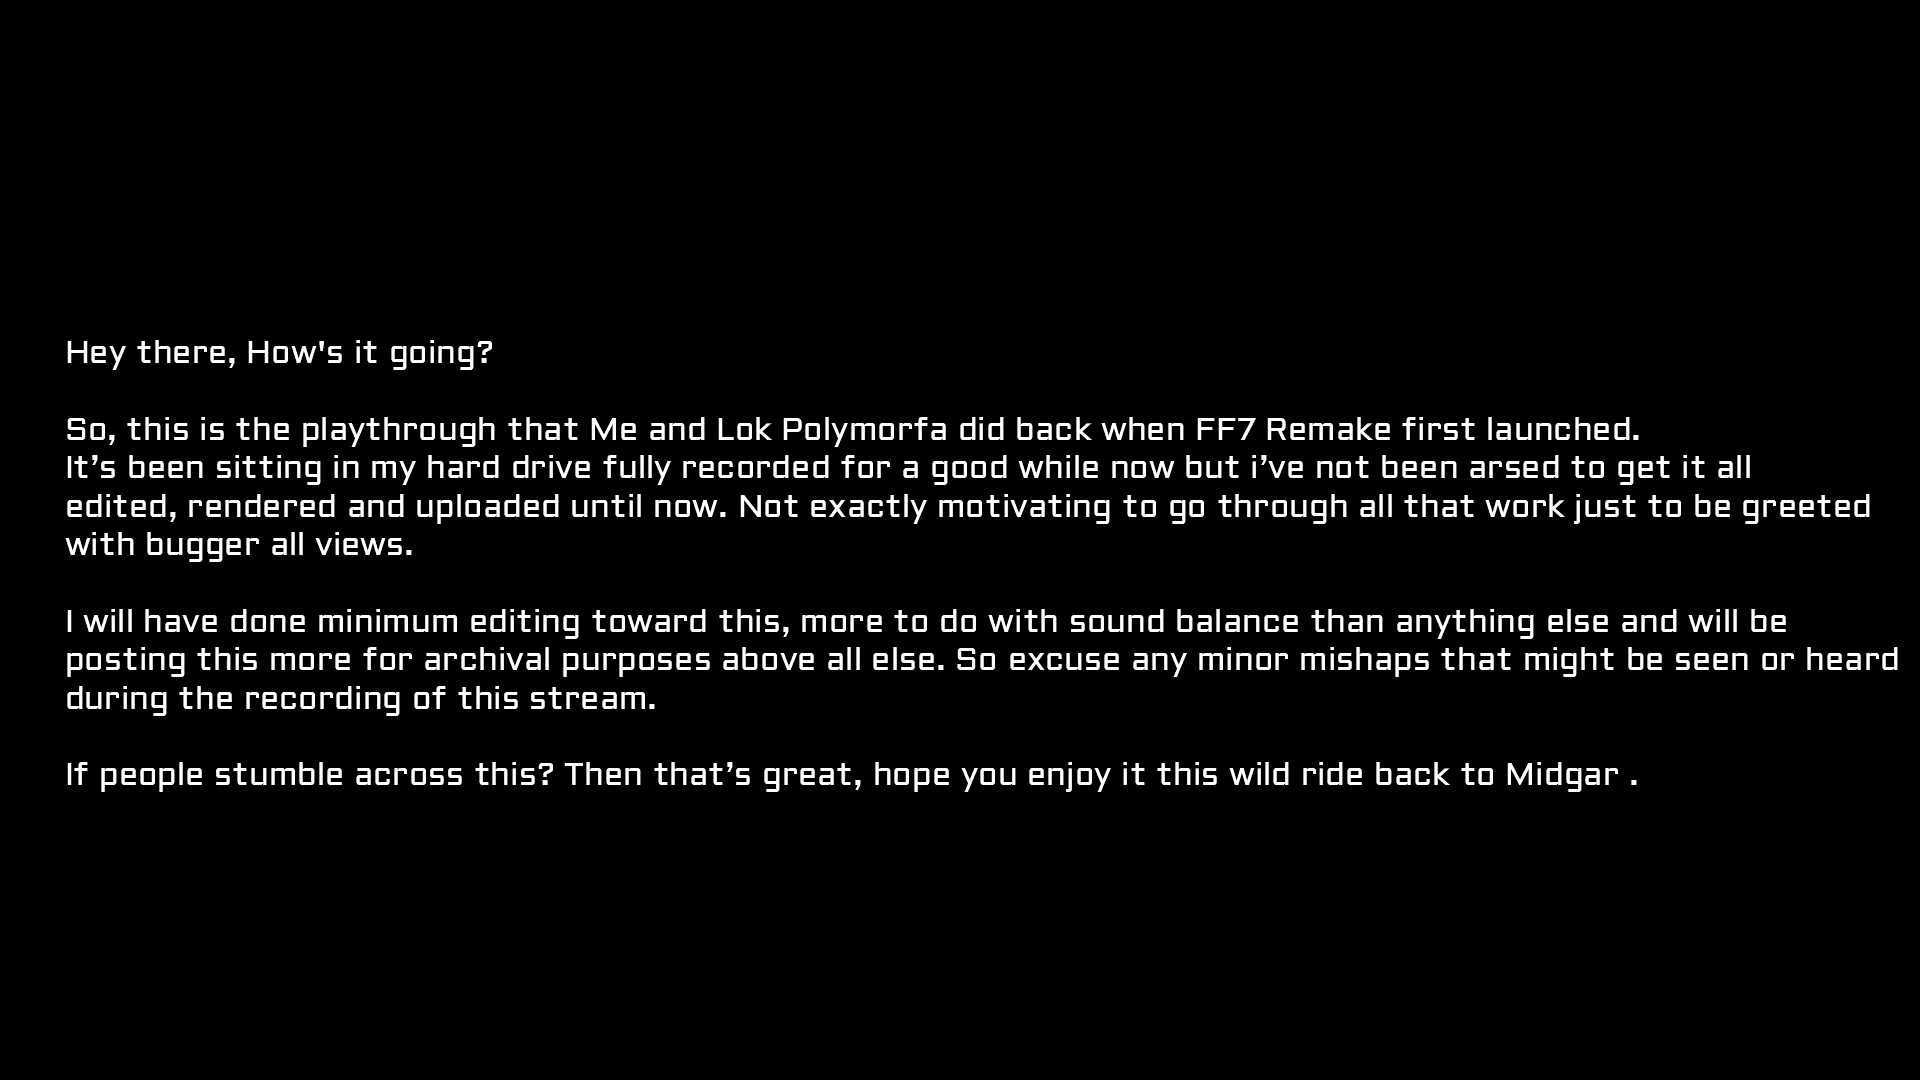 Hey there, How's it going?
So, this is the playthrough that Me and Lok Polymorfa did back when FF7 Remake first launched.
It’s been sitting in my hard drive fully recorded for a good while now but i’ve not been arsed to get it all
edited, rendered and uploaded until now. Not exactly motivating to go through all that work just to be greeted
with bugger all views.
I will have done minimum editing toward this, more to do with sound balance than anything else and will be
posting this more for archival purposes above all else. So excuse any minor mishaps that might be seen or heard
during the recording of this stream.
If people stumble across this? Then that’s great, hope you enjoy it this wild ride back to Midgar .